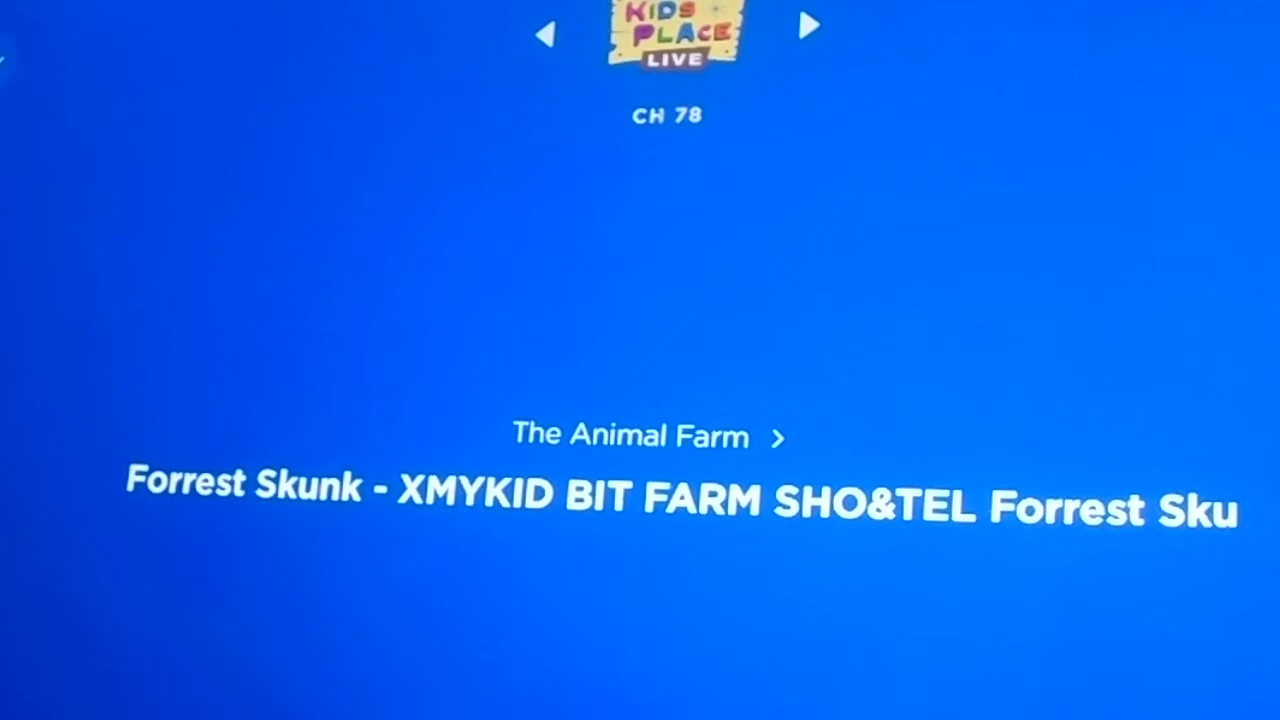 KIDS
PLACE
LIVE
CH 78
The Animal Farm
Forrest Skunk - XMYKID BIT FARM SHO&TEL Forrest Sku